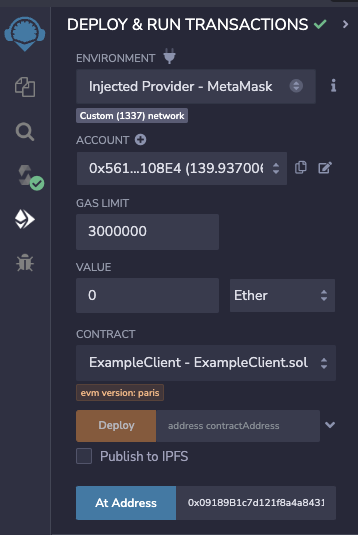 DEPLOY & RUN TRANSACTIONS
ENVIRONMENT
Injected Provider - MetaMask
Custom (1337) network
ACCOUNT
0x561...108E4 (139.937006
GAS LIMIT
3000000
VALUE
0 Ether
CONTRACT
ExampleClient - ExampleClient.sol
evm version: paris
Deploy address contractAddress
Publish to IPFS
At Address 0x09189B1c7d121f8a4a8431